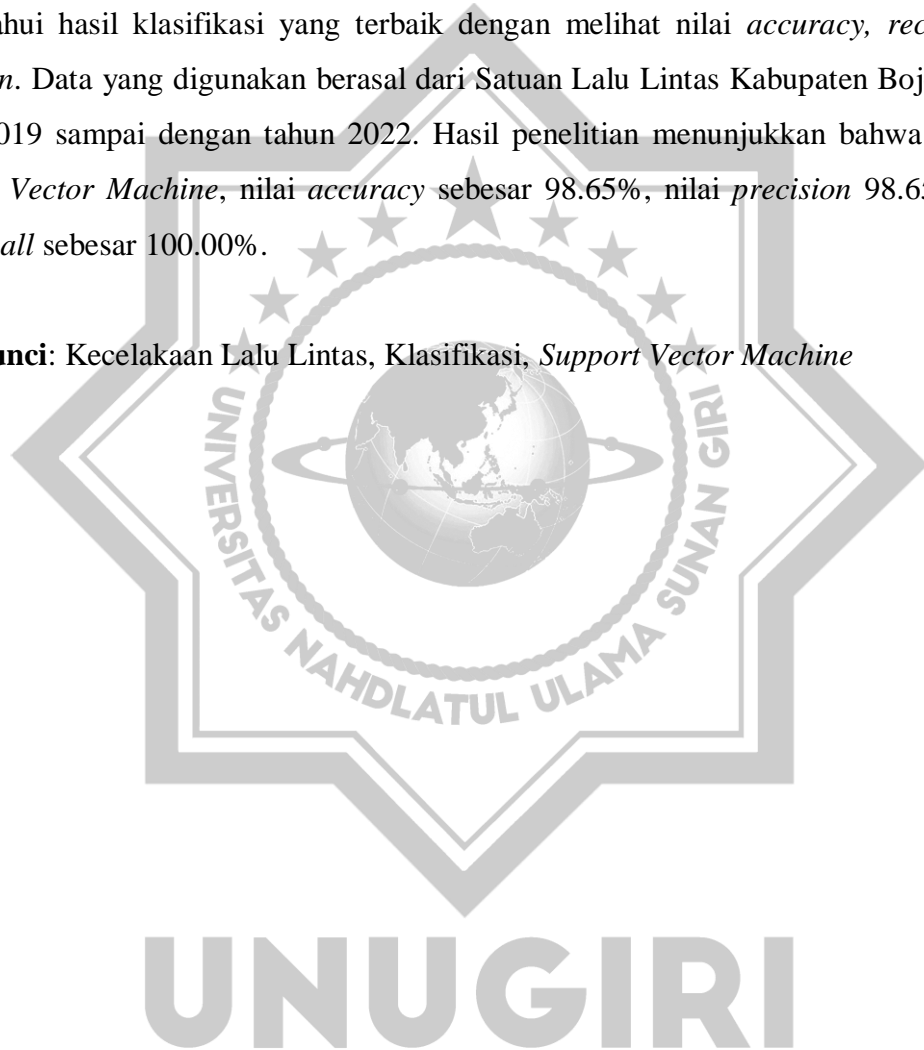 ahui hasil klasifikasi yang terbaik dengan melihat nilai accuracy, rec
n. Data yang digunakan berasal dari Satuan Lalu Lintas Kabupaten Boj
019 sampai dengan tahun 2022. Hasil penelitian menunjukkan bahwa
Vector Machine, nilai accuracy sebesar 98.65%, nilai precision 98.6
all sebesar 100.00%.
unci: Kecelakaan Lalu Lintas, Klasifikasi, Support Vector Machine
UNIVERSITAS NAHDLATUL ULAMA SUNAN GIRI
UNUGIRI